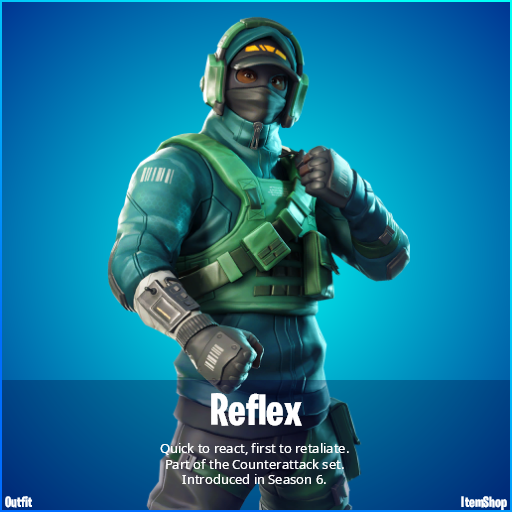 Reflex
Quick to react, first to retaliate.
Part of the Counterattack set.
Introduced in Season 6.
Outfit
ItemShop